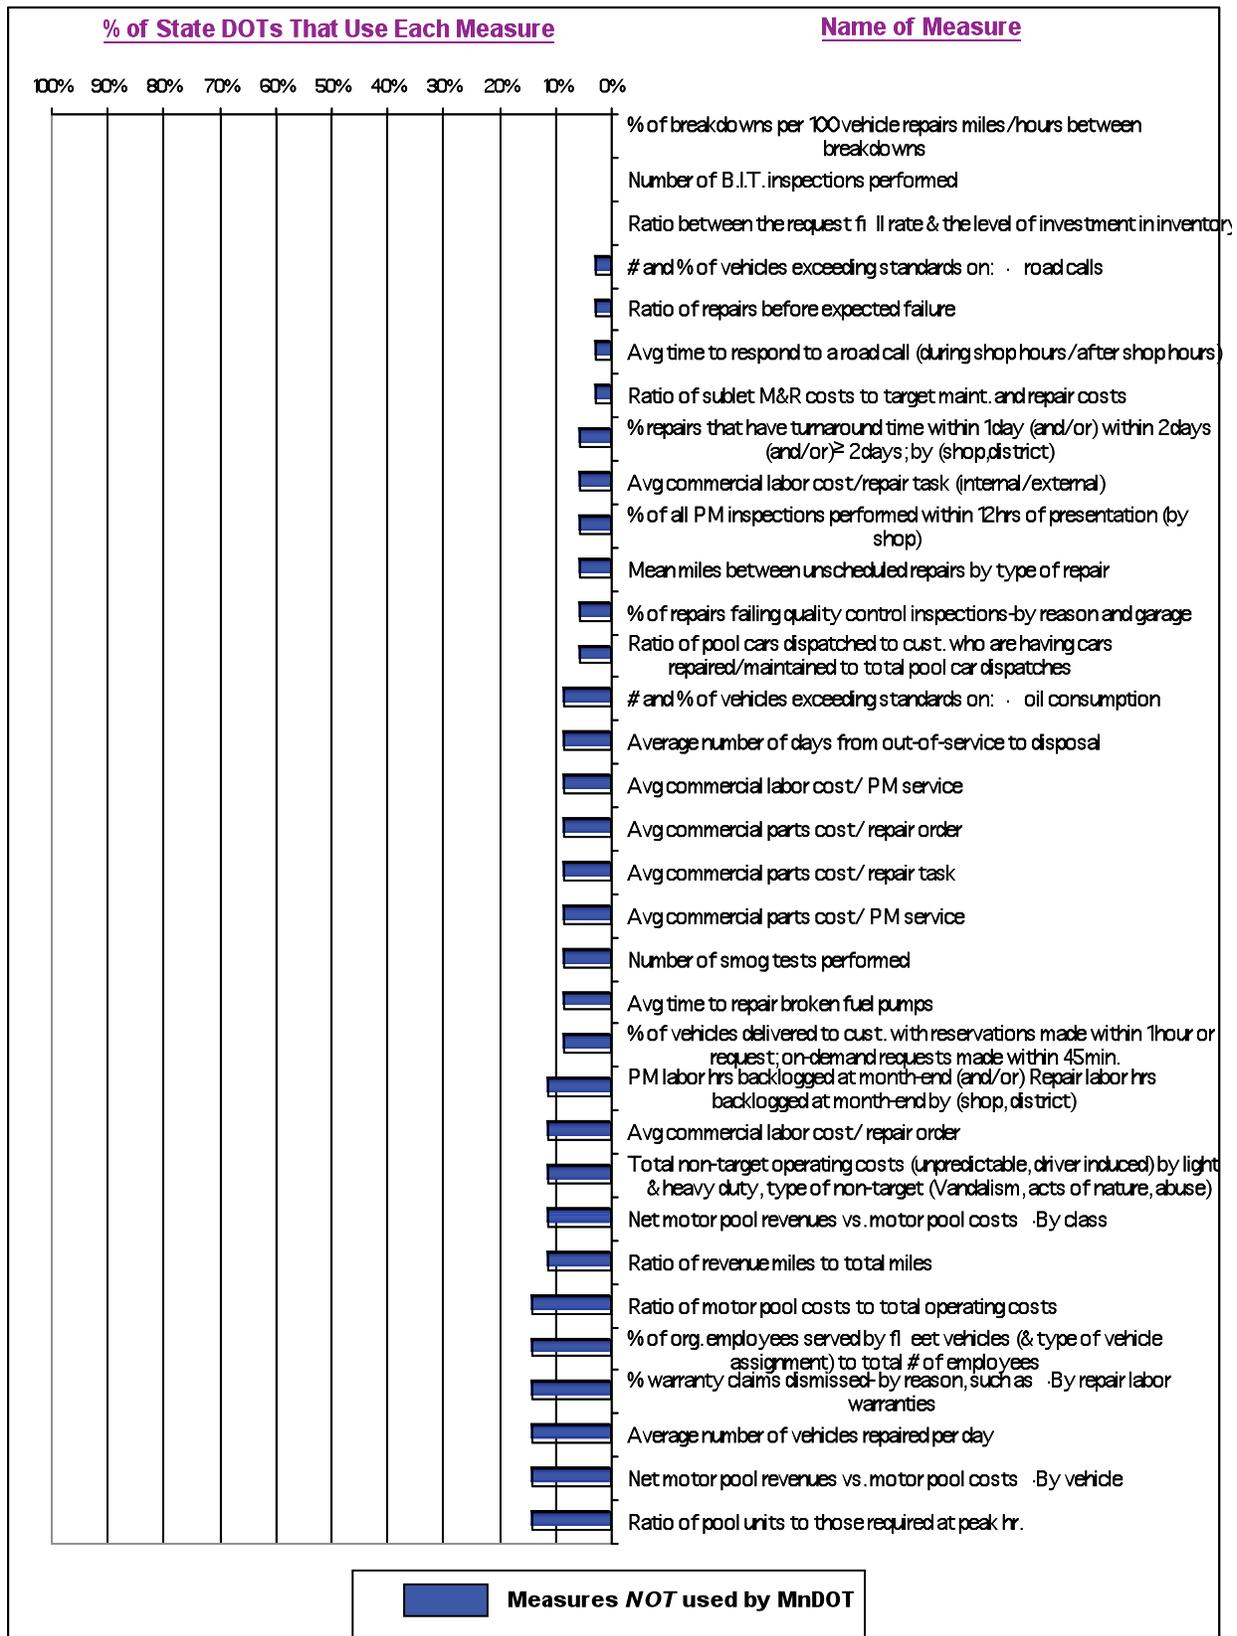 % of State DOTs That Use Each Measure
Name of Measure
100% 90% 80% 70% 60% 50% 40% 30% 20% 10% 0%
% of breakdowns per 100 vehicle repairs miles/hours between
breakdowns
Number of B.I.T. inspections performed
Ratio between the request fi ll rate & the level of investment in inventory
# and % of vehicles exceeding standards on: · road calls
Ratio of repairs before expected failure
Avg time to respond to a road call (during shop hours/after shop hours)
Ratio of sublet M&R costs to target maint. and repair costs
% repairs that have turnaround time within 1 day (and/or) within 2 days
(and/or) ≥ 2 days; by (shop,district)
Avg commercial labor cost/repair task (internal/external)
% of all PM inspections performed within 12 hrs of presentation (by
shop)
Mean miles between unscheduled repairs by type of repair
% of repairs failing quality control inspections-by reason and garage
Ratio of pool cars dispatched to cust. who are having cars
repaired/maintained to total pool car dispatches
# and % of vehicles exceeding standards on: · oil consumption
Average number of days from out-of-service to disposal
Avg commercial labor cost/ PM service
Avg commercial parts cost/ repair order
Avg commercial parts cost/ repair task
Avg commercial parts cost/ PM service
Number of smog tests performed
Avg time to repair broken fuel pumps
% of vehicles delivered to cust. with reservations made within 1 hour or
request; on-demand requests made within 45 min.
PM labor hrs backlogged at month-end (and/or) Repair labor hrs
backlogged at month-end by (shop, district)
Avg commercial labor cost/ repair order
Total non-target operating costs (unpredictable, driver induced) by light
& heavy duty, type of non-target (Vandalism, acts of nature, abuse)
Net motor pool revenues vs. motor pool costs ·By class
Ratio of revenue miles to total miles
Ratio of motor pool costs to total operating costs
% of org. employees served by fl eet vehicles (& type of vehicle
assignment) to total # of employees
% warranty claims dismissed- by reason, such as ·By repair labor
warranties
Average number of vehicles repaired per day
Net motor pool revenues vs. motor pool costs ·By vehicle
Ratio of pool units to those required at peak hr.
Measures NOT used by MnDOT